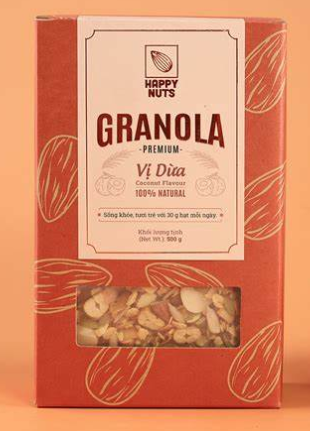 HAPPY
NUTS
GRANOLA
-PREMIUM-
Vị Dừa
Coconut Flavour
100% NATURAL
Sống khỏe, tươi trẻ với 30 g hạt mỗi ngày.
Khối lượng tịnh
(Net Wt.): 500 g